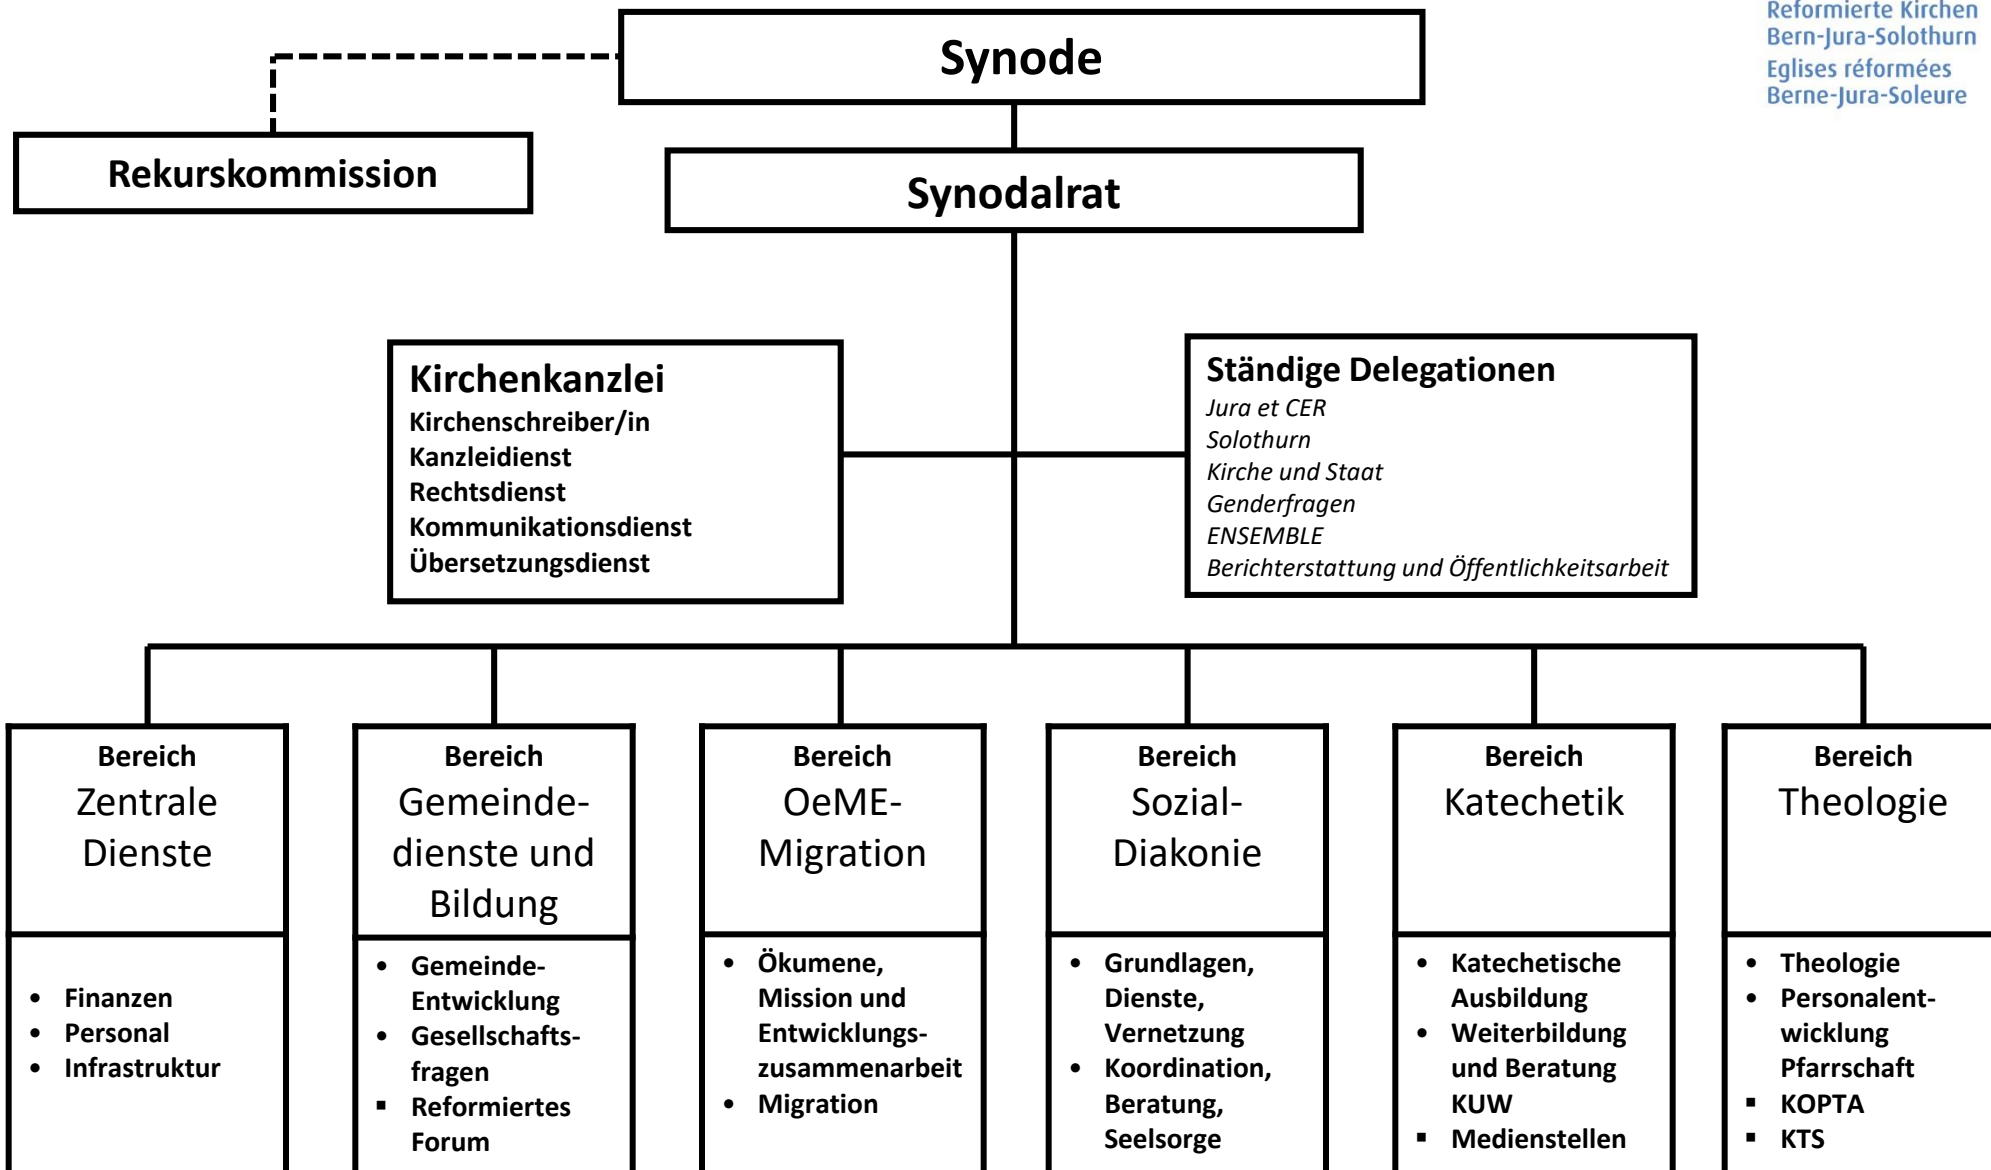 Reformierte Kirchen
Bern-Jura-Solothurn
Eglises réformées
Berne-Jura-Soleure
Synode
Rekurskommission
Synodalrat
Kirchenkanzlei
Kirchenschreiber/in
Kanzleidienst
Rechtsdienst
Kommunikationsdienst
Übersetzungsdienst
Ständige Delegationen
Jura et CER
Solothurn
Kirche und Staat
Genderfragen
ENSEMBLE
Berichterstattung und Öffentlichkeitsarbeit
Bereich
Zentrale
Dienste
• Finanzen
• Personal
• Infrastruktur
Bereich
Gemeinde-
dienste und
Bildung
• Gemeinde-
Entwicklung
• Gesellschafts-
fragen
▪ Reformiertes
Forum
Bereich
OeME-
Migration
• Ökumene,
Mission und
Entwicklungs-
zusammenarbeit
• Migration
Bereich
Sozial-
Diakonie
• Grundlagen,
Dienste,
Vernetzung
• Koordination,
Beratung,
Seelsorge
Bereich
Katechetik
• Katechetische
Ausbildung
• Weiterbildung
und Beratung
KUW
▪ Medienstellen
Bereich
Theologie
• Theologie
• Personalent-
wicklung
Pfarrschaft
▪ KOPTA
▪ KTS